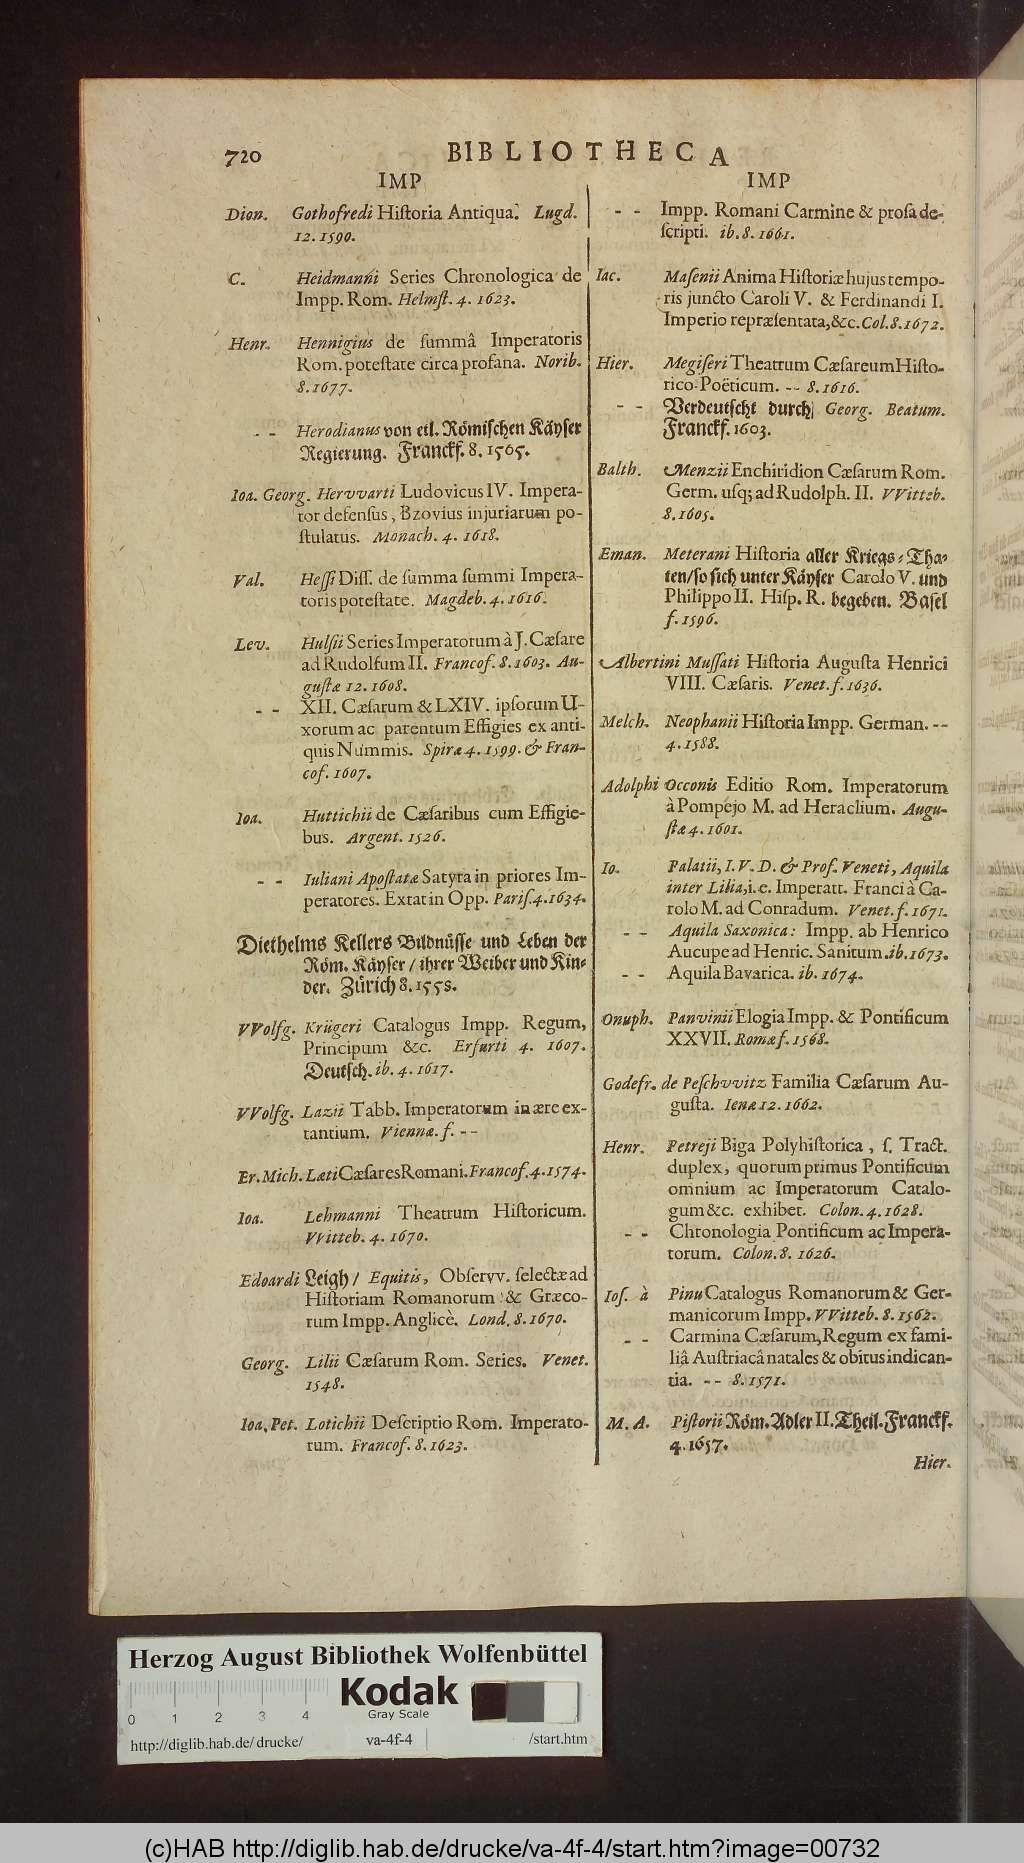 720 BIBLIOTHECA
IMP
Dion. Gothofredi Hiſtoria Antiqua. Lugd.
12. 1590.
C. Heidmanni Series Chronologica de
Impp. Rom. Helmſt. 4. 1623.
Henr. Hennigius de ſummâ Imperatoris
Rom. poteſtate circa profana. Norib.
8. 1677.
- - Herodianus von etl. Römiſchen Käyſer
Regierung. Franckf. 8. 1565.
Ioa. Georg. Hervvarti Ludovicus IV. Impera-
tor defenſus, Bzovius injuriarum po-
ſtulatus. Monach. 4. 1618.
Val. Heſſi Diſſ. de ſumma ſummi Impera-
toris poteſtate. Magdeb. 4. 1616.
Lev. Hulſii Series Imperatorum à J. Cæſare
ad Rudolfum II. Francof. 8. 1603. Au-
guſtæ 12. 1608.
- - XII. Cæſarum & LXIV. ipſorum U-
xorum ac parentum Effigies ex anti-
quis Nummis. Spiræ 4. 1599. & Fran-
cof. 1607.
Ioa. Huttichii de Cæſaribus cum Effigie-
bus. Argent. 1526.
- - Iuliani Apoſtatæ Satyra in priores Im-
peratores. Extat in Opp. Pariſ. 4. 1634.
Diethelms Kellers Bildnüſſe und Leben der
Röm. Käyſer / ihrer Weiber und Kin-
der. Zürich 8. 1558.
VVolfg. Krügeri Catalogus Impp. Regum,
Principum &c. Erfurti 4. 1607.
Deutſch. ib. 4. 1617.
VVolfg. Lazii Tabb. Imperatorum in ære ex-
tantium. Viennæ. f. - -
Er. Mich. Læti Cæſares Romani. Francof. 4. 1574.
Ioa. Lehmanni Theatrum Hiſtoricum.
VVitteb. 4. 1670.
Edoardi Leigh / Equitis, Obſervv. ſelectæ ad
Hiſtoriam Romanorum & Græco-
rum Impp. Anglicè. Lond. 8. 1670.
Georg. Lilii Cæſarum Rom. Series. Venet.
1548.
Ioa. Pet. Lotichii Deſcriptio Rom. Imperato-
rum. Francof. 8. 1623.
IMP
- - Impp. Romani Carmine & proſa de-
ſcripti. ib. 8. 1661.
Iac. Maſenii Anima Hiſtoriæ hujus tempo-
ris juncto Caroli V. & Ferdinandi I.
Imperio repræſentata, &c. Col. 8. 1672.
Hier. Megiſeri Theatrum Cæſareum Hiſto-
rico-Poëticum. - - 8. 1616.
- - Verdeutſcht durch Georg. Beatum.
Franckf. 1603.
Balth. Menzii Enchiridion Cæſarum Rom.
Germ. uſq; ad Rudolph. II. VVitteb.
8. 1605.
Eman. Meterani Hiſtoria aller Kriegs-Tha-
ten / ſo ſich unter Käyſer Carolo V. und
Philippo II. Hiſp. R. begeben. Baſel
f. 1596.
Albertini Muſſati Hiſtoria Auguſta Henrici
VIII. Cæſaris. Venet. f. 1636.
Melch. Neophanii Hiſtoria Impp. German. - -
4. 1588.
Adolphi Occonis Editio Rom. Imperatorum
à Pompejo M. ad Heraclium. Augu-
ſtæ 4. 1601.
Io. Palatii, I. V. D. & Prof. Veneti, Aquila
inter Lilia, i. e. Imperatt. Franci à Ca-
rolo M. ad Conradum. Venet. f. 1671.
- - Aquila Saxonica: Impp. ab Henrico
Aucupe ad Henric. Sanitum. ib. 1673.
- - Aquila Bavarica. ib. 1674.
Onuph. Panvinii Elogia Impp. & Pontificum
XXVII. Romæ f. 1568.
Godefr. de Peſchvvitz Familia Cæſarum Au-
guſta. Ienæ 12. 1662.
Henr. Petreji Biga Polyhiſtorica, ſ. Tract.
duplex, quorum primus Pontificum
omnium ac Imperatorum Catalo-
gum &c. exhibet. Colon. 4. 1628.
- - Chronologia Pontificum ac Impera-
torum. Colon. 8. 1626.
Ioſ. à Pinu Catalogus Romanorum & Ger-
manicorum Impp. VVitteb. 8. 1562.
- - Carmina Cæſarum, Regum ex fami-
liâ Auſtriacâ natales & obitus indican-
tia. - - 8. 1571.
M. A. Piſtorii Röm. Adler II. Theil. Franckf.
4. 1657.
Hier.
Herzog August Bibliothek Wolfenbüttel
Kodak
Gray Scale
0 1 2 3 4
http://diglib.hab.de/drucke/ va-4f-4 /start.htm
(c)HAB http://diglib.hab.de/drucke/va-4f-4/start.htm?image=00732